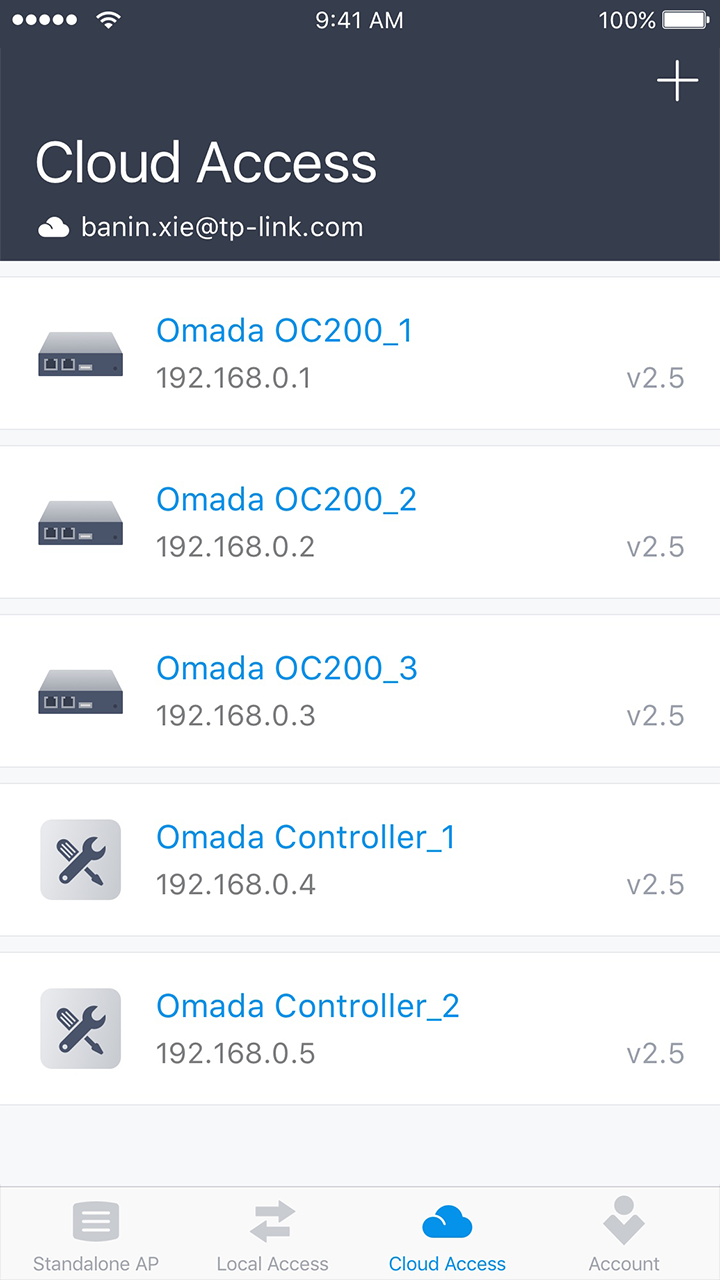 9:41 AM 100%
Cloud Access
banin.xie@tp-link.com
Omada OC200_1
192.168.0.1 v2.5
Omada OC200_2
192.168.0.2 v2.5
Omada OC200_3
192.168.0.3 v2.5
Omada Controller_1
192.168.0.4 v2.5
Omada Controller_2
192.168.0.5 v2.5
Standalone AP Local Access Cloud Access Account